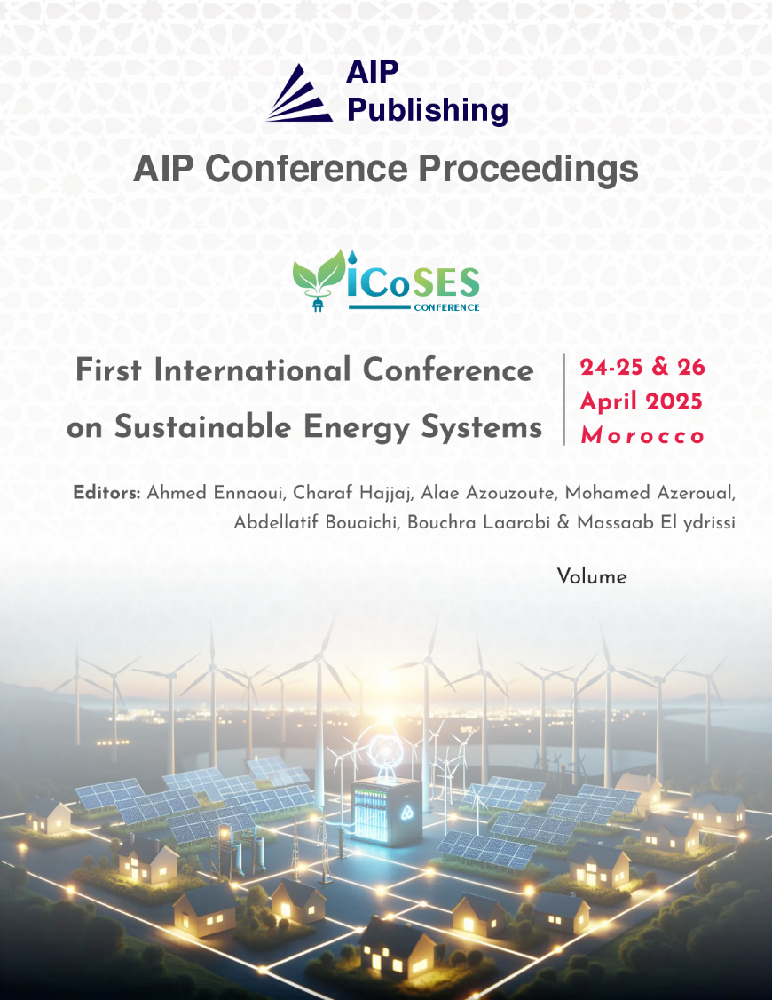 AIP
Publishing
AIP Conference Proceedings
iCoSES
CONFERENCE
First International Conference
on Sustainable Energy Systems
24-25 & 26
April 2025
Morocco
Editors: Ahmed Ennaoui, Charaf Hajjaj, Alae Azouzoute, Mohamed Azeroual,
Abdellatif Bouaichi, Bouchra Laarabi & Massaab El ydrissi
Volume